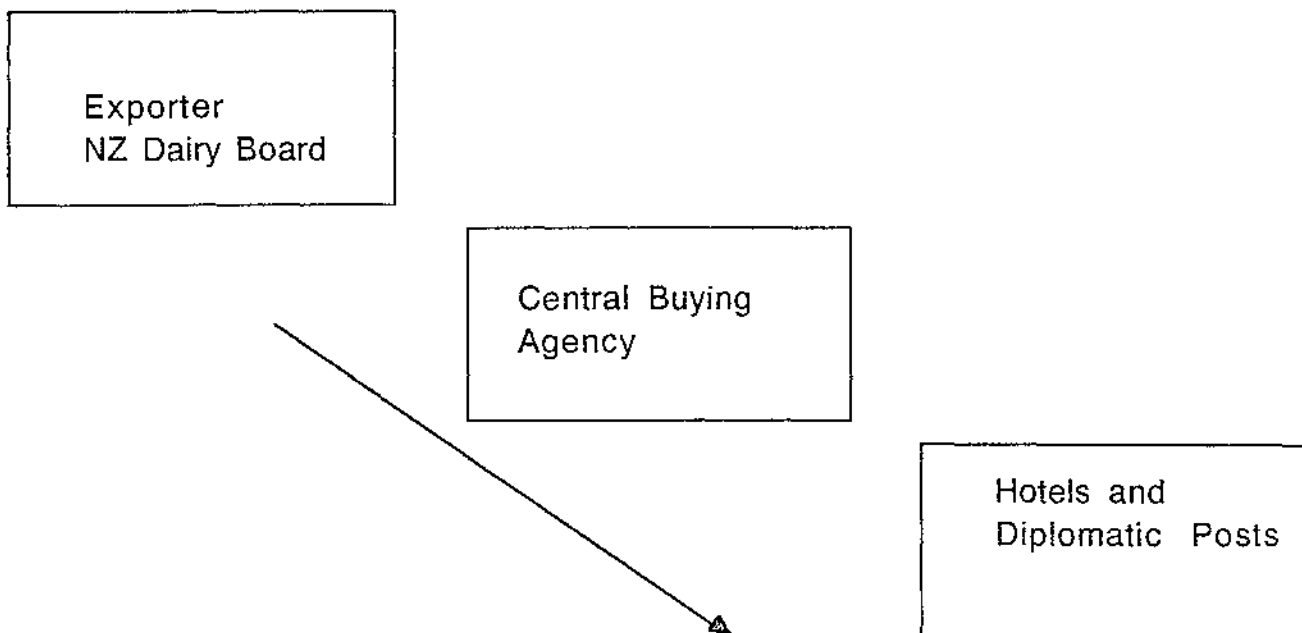 Exporter
NZ Dairy Board
Central Buying
Agency
Hotels and
Diplomatic Posts